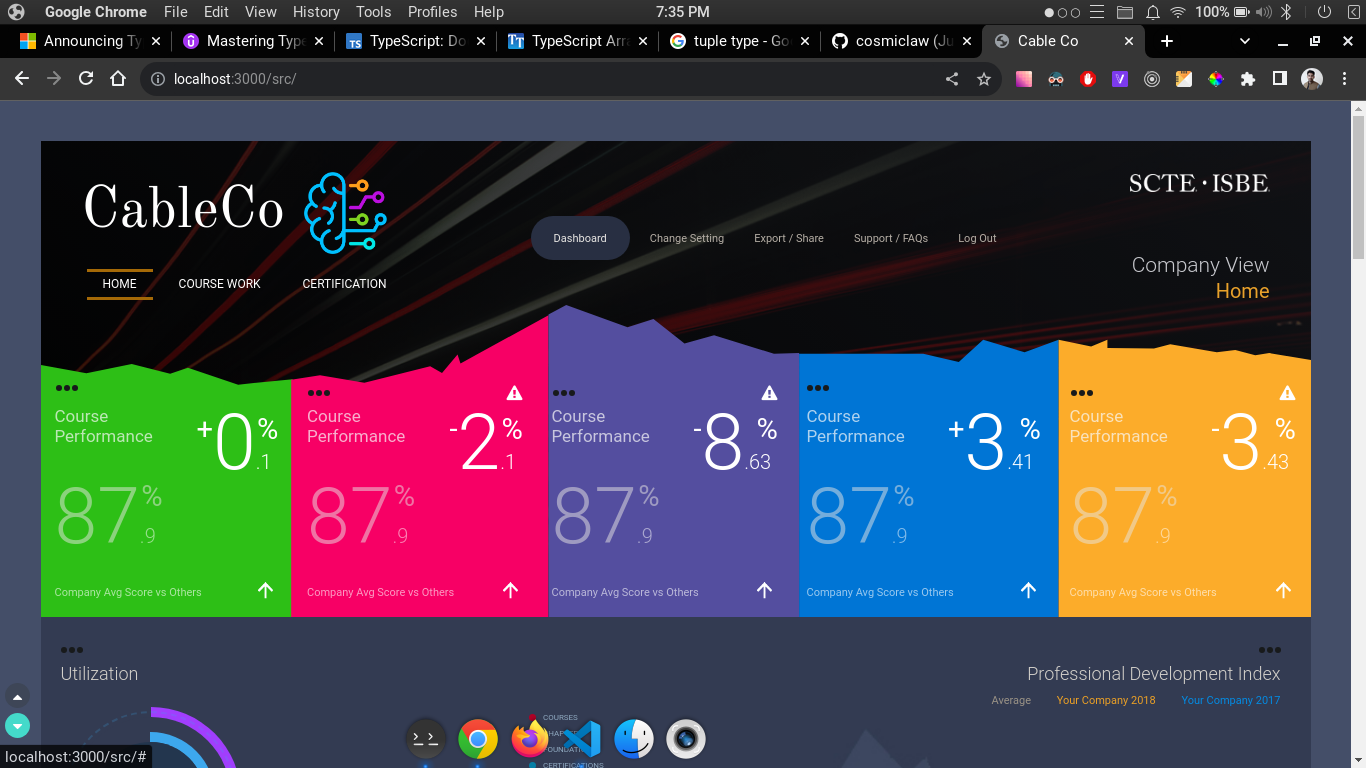 Google Chrome File Edit View History Tools Profiles Help 7:35 PM 100%
Announcing Ty Mastering Type TypeScript: Do TypeScript Arra tuple type - Go cosmiclaw (Ju Cable Co
localhost:3000/src/
CableCo
SCTE·ISBE
Dashboard Change Setting Export / Share Support / FAQs Log Out
Company View
Home
HOME COURSE WORK CERTIFICATION
Course Performance
+0.1%
87.9%
Company Avg Score vs Others
Course Performance
-2.1%
87.9%
Company Avg Score vs Others
Course Performance
-8.63%
87.9%
Company Avg Score vs Others
Course Performance
+3.41%
87.9%
Company Avg Score vs Others
Course Performance
-3.43%
87.9%
Company Avg Score vs Others
Utilization
Professional Development Index
Average Your Company 2018 Your Company 2017
COURSES
CERTIFICATIONS
localhost:3000/src/#